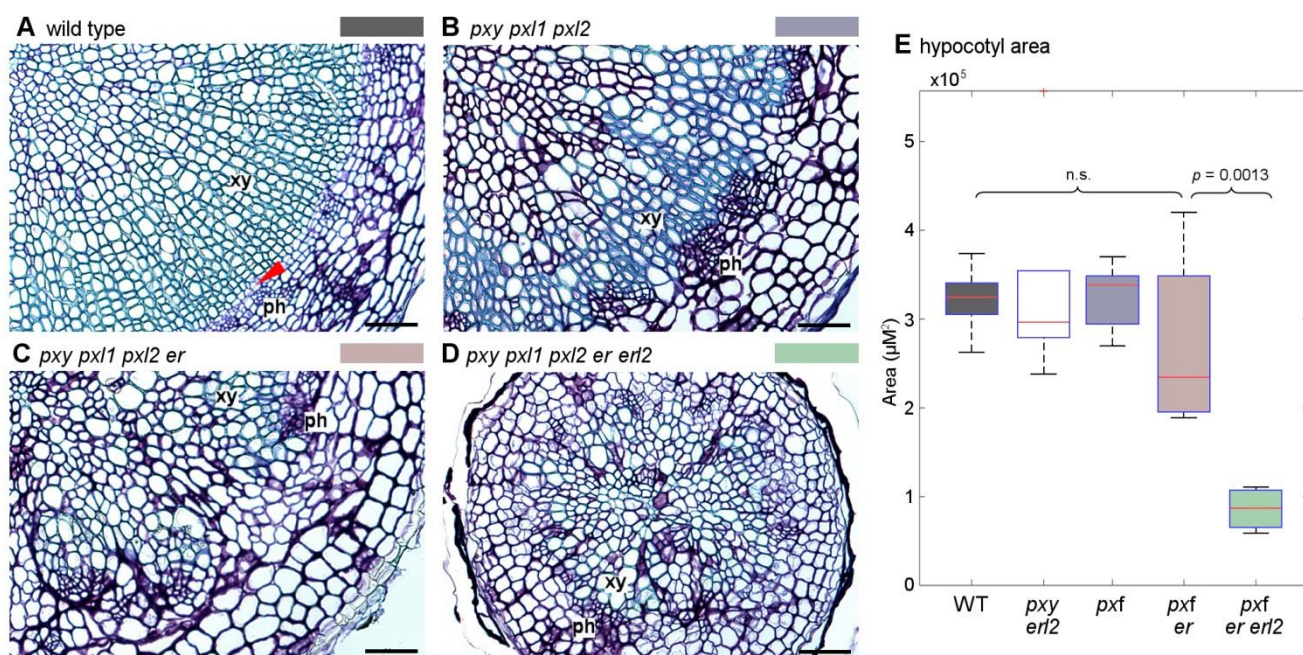 A wild type
B pxy pxl1 pxl2
xy
ph
xy
ph
C pxy pxl1 pxl2 er
D pxy pxl1 pxl2 er erl2
xy
ph
xy
ph
E hypocotyl area
x10⁵
Area (µM²)
5
4
3
2
1
0
n.s.
p = 0.0013
WT
pxy
erl2
pxf
pxf
er
pxf
er erl2